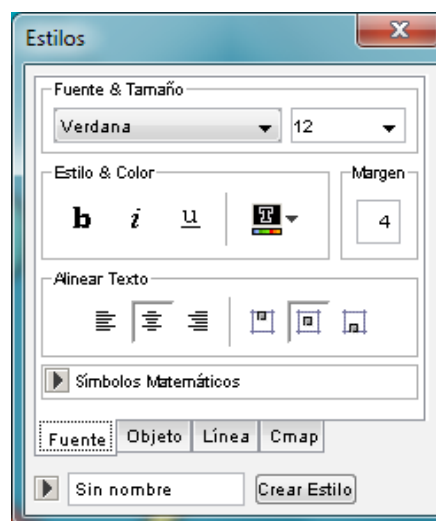 Estilos
Fuente & Tamaño
Verdana 12
Estilo & Color Margen
b i u T 4
Alinear Texto
Símbolos Matemáticos
Fuente Objeto Línea Cmap
Sin nombre Crear Estilo